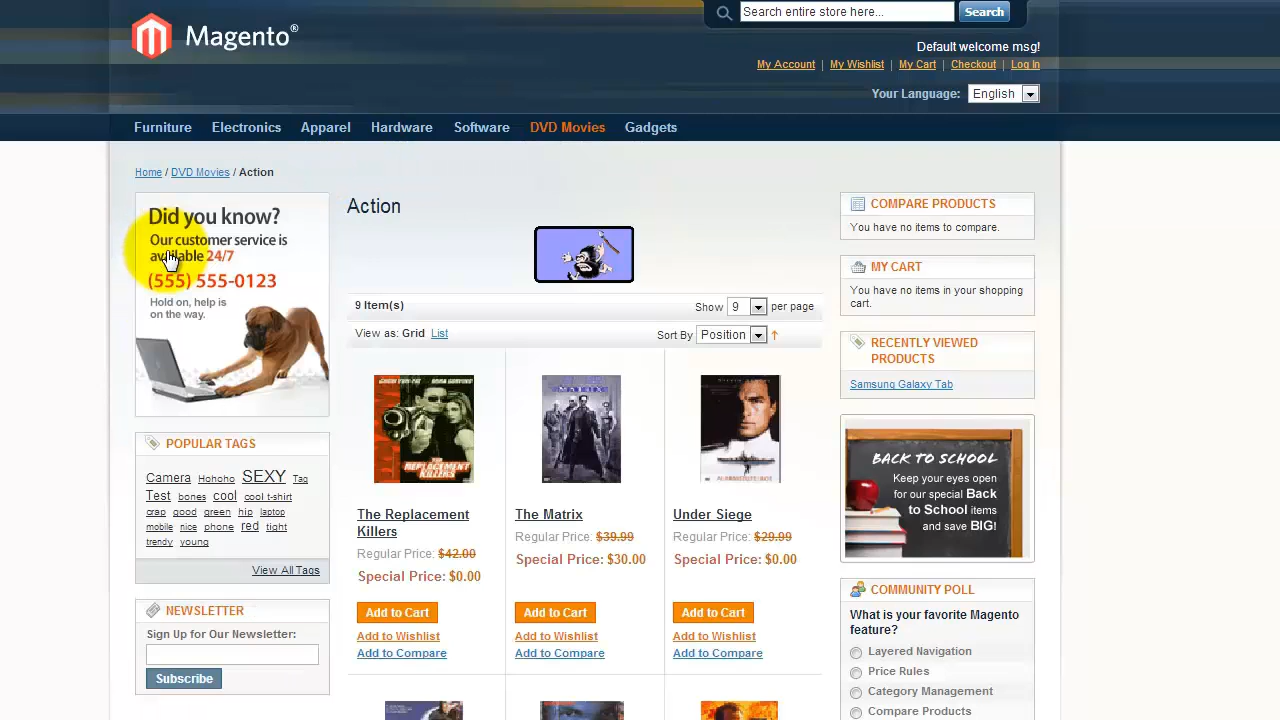 Magento®
Search entire store here...
Search
Default welcome msg!
My Account | My Wishlist | My Cart | Checkout | Log In
Your Language: English
Furniture Electronics Apparel Hardware Software DVD Movies Gadgets
Home / DVD Movies / Action
Did you know?
Our customer service is
available 24/7
(555) 555-0123
Hold on, help is
on the way.
POPULAR TAGS
Camera Hohoho SEXY Tag
Test bones cool cool t-shirt
crap good green hip laptop
mobile nice phone red tight
trendy young
View All Tags
NEWSLETTER
Sign Up for Our Newsletter:
Subscribe
Action
9 Item(s)
Show 9 per page
View as: Grid List
Sort By Position
THE REPLACEMENT KILLERS
MATRIX
The Replacement
Killers
Regular Price: $42.00
Special Price: $0.00
Add to Cart
Add to Wishlist
Add to Compare
The Matrix
Regular Price: $39.99
Special Price: $30.00
Add to Cart
Add to Wishlist
Add to Compare
Under Siege
Regular Price: $29.99
Special Price: $0.00
Add to Cart
Add to Wishlist
Add to Compare
COMPARE PRODUCTS
You have no items to compare.
MY CART
You have no items in your shopping
cart.
RECENTLY VIEWED
PRODUCTS
Samsung Galaxy Tab
BACK TO SCHOOL
Keep your eyes open
for our special Back
to School items
and save BIG!
COMMUNITY POLL
What is your favorite Magento
feature?
Layered Navigation
Price Rules
Category Management
Compare Products